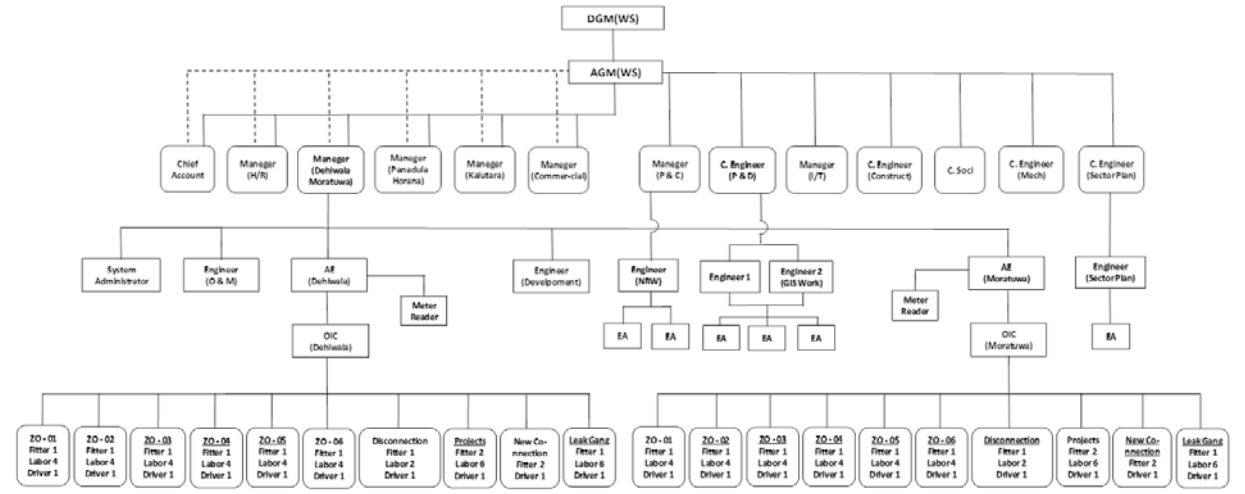 DGM(WS)
AGM(WS)
Chief
Account
Maneger
(H/R)
Maneger
(Dehiwala
Moratuwa)
Maneger
(Panadula
Horana)
Maneger
(Kalutara)
Maneger
(Commer-cial)
Maneger
(P & C)
C. Engineer
(P & D)
Maneger
(I/T)
C. Engineer
(Construct)
C. Soci
C. Engineer
(Mech)
C. Engineer
(Sector Plan)
System
Administrator
Engineer
(O & M)
AE
(Dehiwala)
Meter
Reader
Engineer
(Develpoment)
Engineer
(NRW)
Engineer 1
Engineer 2
(GIS Work)
Meter
Reader
AE
(Moratuwa)
Engineer
(Sector Plan)
OIC
(Dehiwala)
EA
EA
EA
EA
EA
OIC
(Moratuwa)
EA
ZO - 01
Fitter 1
Labor 4
Driver 1
ZO - 02
Fitter 1
Labor 4
Driver 1
ZO - 03
Fitter 1
Labor 4
Driver 1
ZO - 04
Fitter 1
Labor 4
Driver 1
ZO - 05
Fitter 1
Labor 4
Driver 1
ZO - 06
Fitter 1
Labor 4
Driver 1
Disconnection
Fitter 1
Labor 2
Driver 1
Projects
Fitter 2
Labor 6
Driver 1
New Co-
nnection
Fitter 2
Driver 1
Leak Gang
Fitter 1
Labor 6
Driver 1
ZO - 01
Fitter 1
Labor 4
Driver 1
ZO - 02
Fitter 1
Labor 4
Driver 1
ZO - 03
Fitter 1
Labor 4
Driver 1
ZO - 04
Fitter 1
Labor 4
Driver 1
ZO - 05
Fitter 1
Labor 4
Driver 1
ZO - 06
Fitter 1
Labor 4
Driver 1
Disconnection
Fitter 1
Labor 2
Driver 1
Projects
Fitter 2
Labor 6
Driver 1
New Co-
nnection
Fitter 2
Driver 1
Leak Gang
Fitter 1
Labor 6
Driver 1